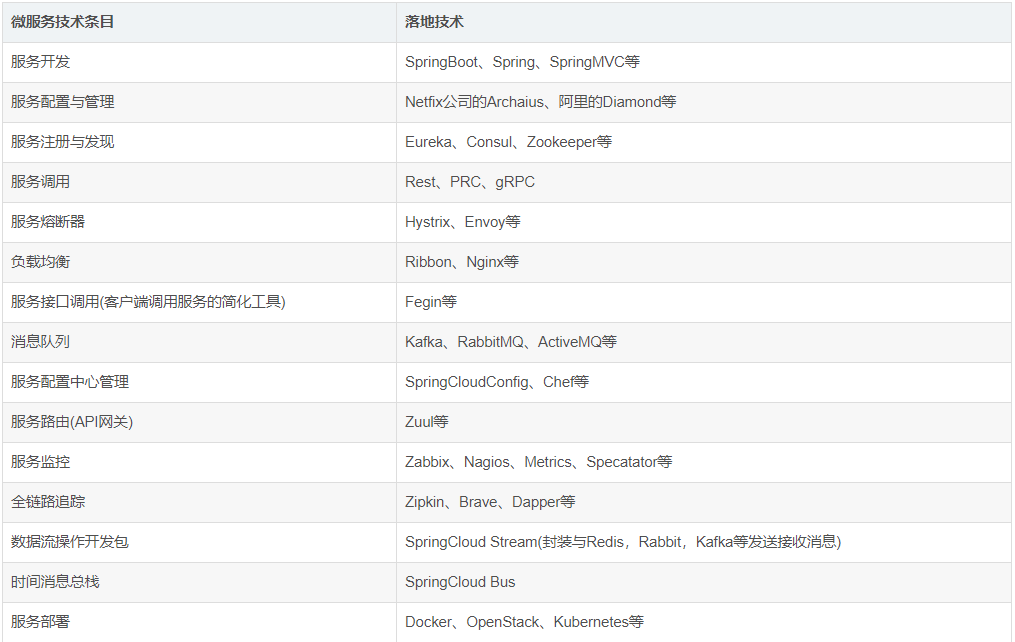 微服务技术条目 落地技术
服务开发 SpringBoot、Spring、SpringMVC等
服务配置与管理 Netfix公司的Archaius、阿里的Diamond等
服务注册与发现 Eureka、Consul、Zookeeper等
服务调用 Rest、PRC、gRPC
服务熔断器 Hystrix、Envoy等
负载均衡 Ribbon、Nginx等
服务接口调用(客户端调用服务的简化工具) Fegin等
消息队列 Kafka、RabbitMQ、ActiveMQ等
服务配置中心管理 SpringCloudConfig、Chef等
服务路由(API网关) Zuul等
服务监控 Zabbix、Nagios、Metrics、Specatator等
全链路追踪 Zipkin、Brave、Dapper等
数据流操作开发包 SpringCloud Stream(封装与Redis，Rabbit，Kafka等发送接收消息)
时间消息总栈 SpringCloud Bus
服务部署 Docker、OpenStack、Kubernetes等